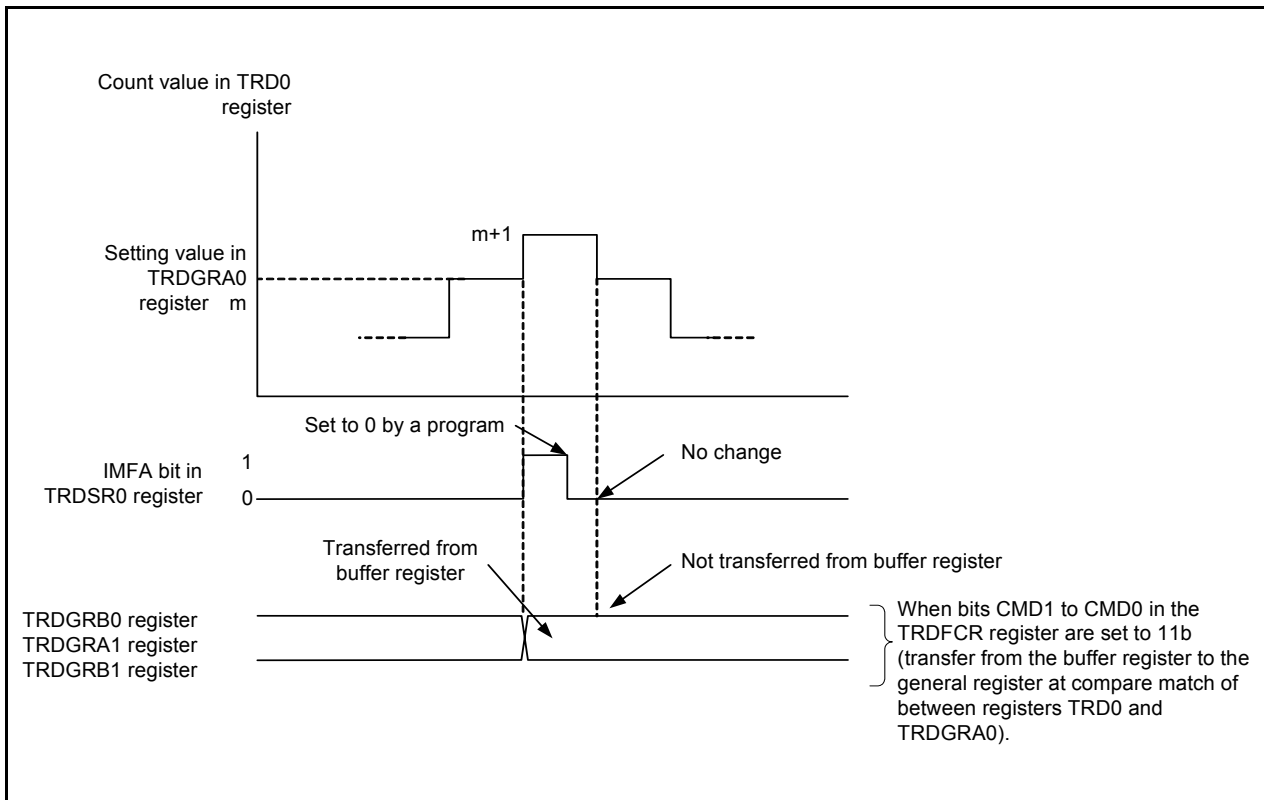 Count value in TRD0
register
m+1
Setting value in
TRDGRA0
register m
Set to 0 by a program
No change
IMFA bit in
TRDSR0 register
1
0
Transferred from
buffer register
Not transferred from buffer register
TRDGRB0 register
TRDGRA1 register
TRDGRB1 register
When bits CMD1 to CMD0 in the
TRDFCR register are set to 11b
(transfer from the buffer register to the
general register at compare match of
between registers TRD0 and
TRDGRA0).